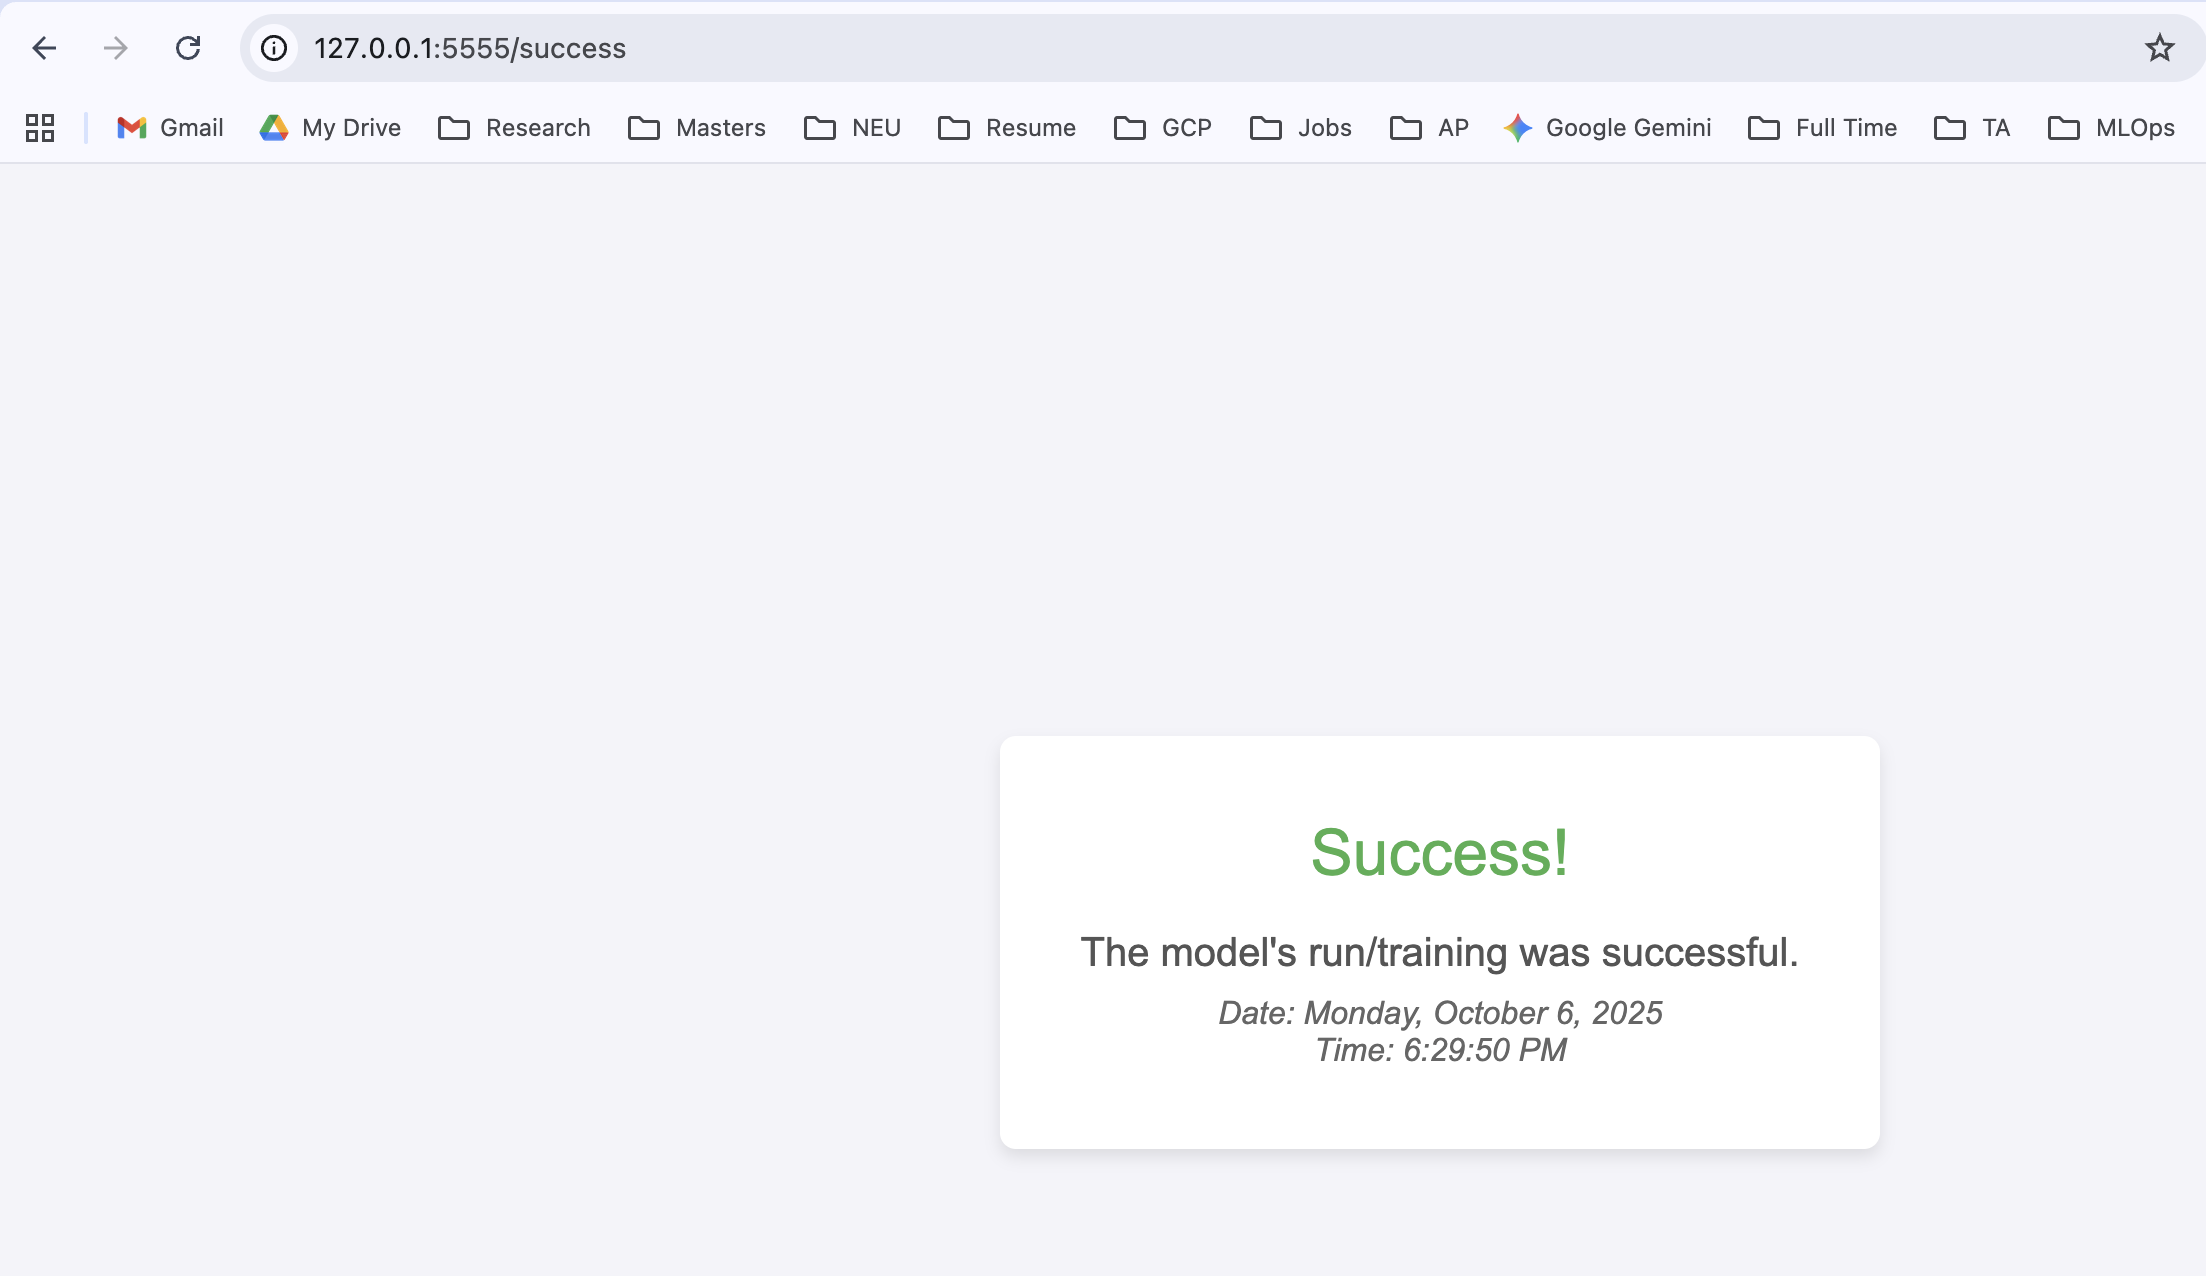 127.0.0.1:5555/success
Gmail My Drive Research Masters NEU Resume GCP Jobs AP Google Gemini Full Time TA MLOps
Success!
The model's run/training was successful.
Date: Monday, October 6, 2025
Time: 6:29:50 PM